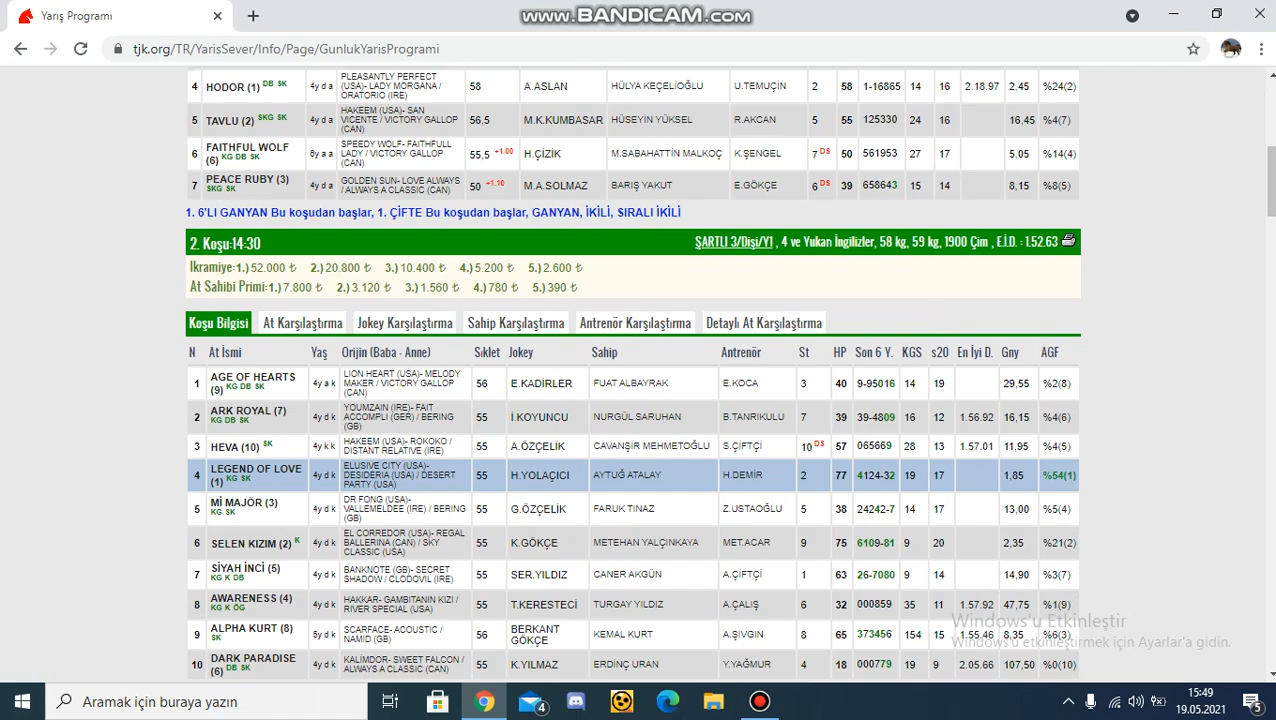 www.BANDICAM.com
Yarış Programı
tjk.org/TR/YarisSever/Info/Page/GunlukYarisProgrami
4 HODOR (1) DB SK 4y d a PLEASANTLY PERFECT (USA)- LADY MORGANA / ORATORIO (IRE) 58 A.ASLAN HÜLYA KEÇELİOĞLU U.TEMUÇİN 2 58 1-16865 14 16 2.18.97 2,45 %24(2)
5 TAVLU (2) SKG SK 4y d a HAKEEM (USA)- SAN VICENTE / VICTORY GALLOP (CAN) 56,5 M.K.KUMBASAR HÜSEYİN YÜKSEL R.AKCAN 5 55 125330 24 16 16,45 %4(7)
6 FAITHFUL WOLF (6) KG DB SK 8y a a SPEEDY WOLF- FAITHFULL LADY / VICTORY GALLOP (CAN) 55,5 +1.00 H.ÇİZİK M.SABAHATTİN MALKOÇ K.ŞENGEL 7 DS 50 561953 27 17 5,05 %14(4)
7 PEACE RUBY (3) SKG SK 4y d a GOLDEN SUN- LOVE ALWAYS / ALWAYS A CLASSIC (CAN) 50 +1.10 M.A.SOLMAZ BARIŞ YAKUT E.GÖKÇE 6 DS 39 658643 13 15 8,15 %8(5)
1. 6'LI GANYAN Bu koşudan başlar, 1. ÇİFTE Bu koşudan başlar, GANYAN, İKİLİ, SIRALI İKİLİ
2. Koşu:14:30 ŞARTLI 3/Dişi/Y1 , 4 ve Yukarı İngilizler, 58 kg, 59 kg, 1900 Çim , E.İ.D. : 1.52.63
Ikramiye:1.) 52.000 ₺ 2.) 20.800 ₺ 3.) 10.400 ₺ 4.) 5.200 ₺ 5.) 2.600 ₺
At Sahibi Primi:1.) 7.800 ₺ 2.) 3.120 ₺ 3.) 1.560 ₺ 4.) 780 ₺ 5.) 390 ₺
Koşu Bilgisi At Karşılaştırma Jokey Karşılaştırma Sahip Karşılaştırma Antrenör Karşılaştırma Detaylı At Karşılaştırma
N At İsmi Yaş Orijin (Baba - Anne) Sıklet Jokey Sahip Antrenör St HP Son 6 Y. KGS s20 En İyi D. Gny AGF
1 AGE OF HEARTS (9) KG DB SK 4y a k LION HEART (USA)- MELODY MAKER / VICTORY GALLOP (CAN) 56 E.KADİRLER FUAT ALBAYRAK E.KOCA 3 40 9-95016 14 19 29,55 %2(8)
2 ARK ROYAL (7) KG DB SK 4y d k YOUMZAIN (IRE)- FAIT ACCOMPLI (GER) / BERING (GB) 55 İ.KOYUNCU NURGÜL SARUHAN B.TANRIKULU 7 39 39-4809 16 12 1.56.92 16,15 %4(6)
3 HEVA (10) SK 4y k k HAKEEM (USA)- ROKOKO / DISTANT RELATIVE (IRE) 55 A.ÖZÇELİK CAVANŞİR MEHMETOĞLU S.ÇİFTÇİ 10 DS 57 065669 28 13 1.57.01 11,95 %4(5)
4 LEGEND OF LOVE (1) KG SK 4y d k ELUSIVE CITY (USA)- DESIDERIA (USA) / DESERT PARTY (USA) 55 H.YOLAÇICI AYTUĞ ATALAY H.DEMİR 2 77 4124-32 19 17 1,85 %54(1)
5 Mİ MAJÖR (3) KG SK 4y d k DR FONG (USA)- VALLEMELDEE (IRE) / BERING (GB) 55 G.ÖZÇELİK FARUK TINAZ Z.USTAOĞLU 5 38 24242-7 14 17 13,00 %5(4)
6 SELEN KIZIM (2) K 4y d k EL CORREDOR (USA)- REGAL BALLERINA (CAN) / SKY CLASSIC (USA) 55 K.GÖKÇE METEHAN YALÇINKAYA MET.ACAR 9 75 6109-81 9 20 2,35 %21(2)
7 SİYAH İNCİ (5) KG K DB 4y d k BANKNOTE (GB)- SECRET SHADOW / CLODOVIL (IRE) 55 SER.YILDIZ CANER AKGÜN A.ÇİFTÇİ 1 63 26-7080 9 14 14,90 %3(7)
8 AWARENESS (4) KG K ÖG 4y d k HAKKAR- GAMBITANIN KIZI / RIVER SPECIAL (USA) 55 T.KERESTECİ TURGAY YILDIZ A.ÇALIŞ 6 32 000859 35 11 1.57.92 47,75 %1(9)
9 ALPHA KURT (8) SK 5y d k SCARFACE- ACOUSTIC / NAMID (GB) 56 BERKANT GÖKÇE KEMAL KURT A.ŞIVGIN 8 65 373456 154 15 1.55.46 8,35 %6(3)
10 DARK PARADISE (6) DB SK 4y d k KALİMDOR- SWEET FALCON / ALWAYS A CLASSIC (CAN) 55 K.YILMAZ ERDİNÇ URAN Y.YAĞMUR 4 18 000779 19 9 2.05.66 107,50 %0(10)
Windows'u Etkinleştir
Windows'u etkinleştirmek için Ayarlar'a gidin.
Aramak için buraya yazın 4 15:49
19.05.2021 5